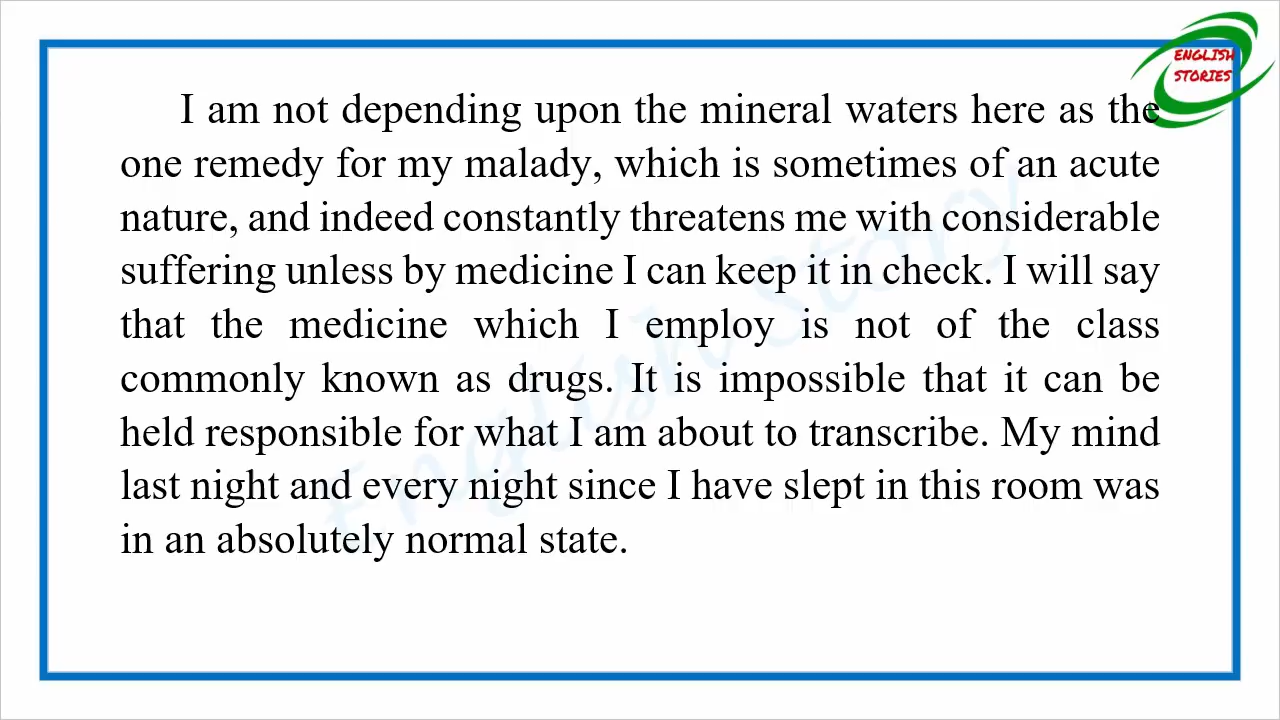 ENGLISH
STORIES
I am not depending upon the mineral waters here as the
one remedy for my malady, which is sometimes of an acute
nature, and indeed constantly threatens me with considerable
suffering unless by medicine I can keep it in check. I will say
that the medicine which I employ is not of the class
commonly known as drugs. It is impossible that it can be
held responsible for what I am about to transcribe. My mind
last night and every night since I have slept in this room was
in an absolutely normal state.
English Story